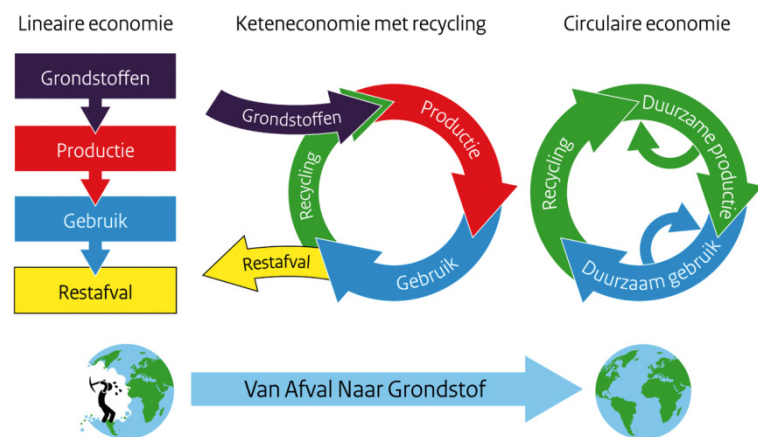 Lineaire economie
Grondstoffen
Productie
Gebruik
Restafval
Keteneconomie met recycling
Grondstoffen
Productie
Recycling
Restafval
Gebruik
Circulaire economie
Duurzame productie
Recycling
Duurzaam gebruik
Van Afval Naar Grondstof